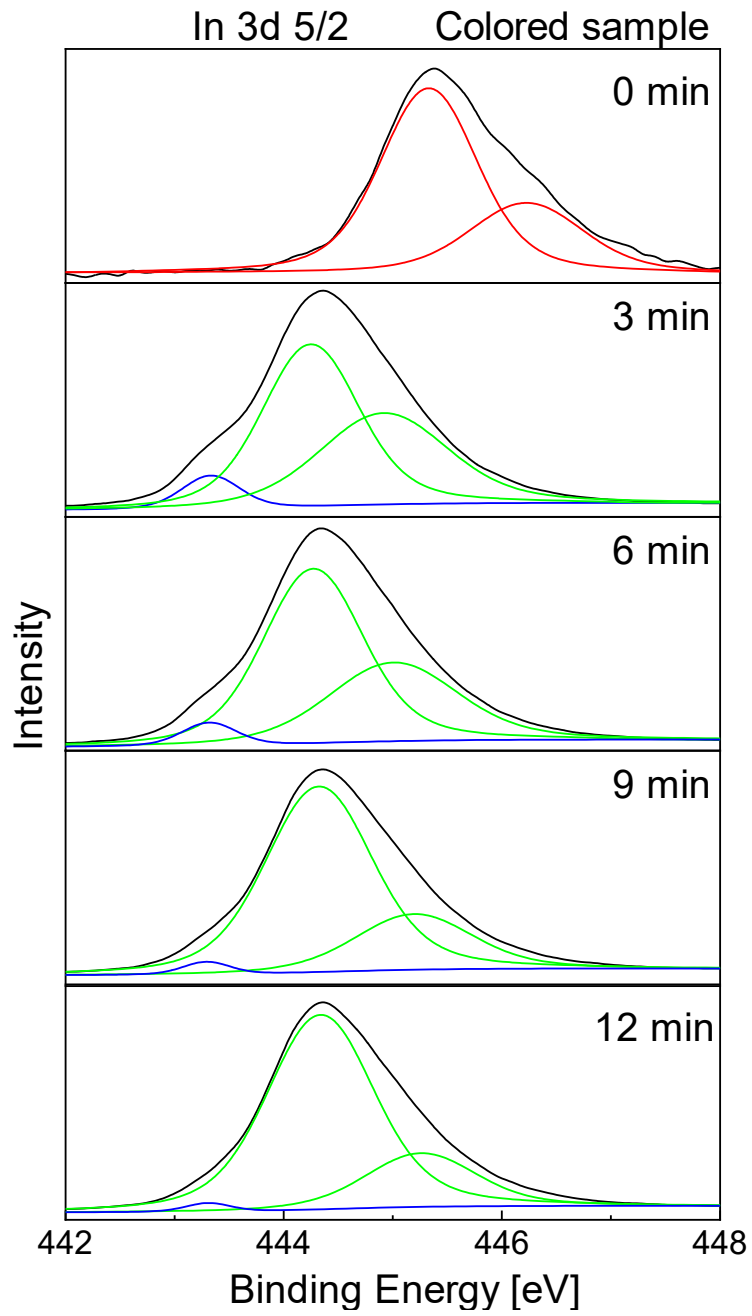 In 3d 5/2 Colored sample
0 min
3 min
6 min
9 min
12 min
Intensity
442 444 446 448
Binding Energy [eV]